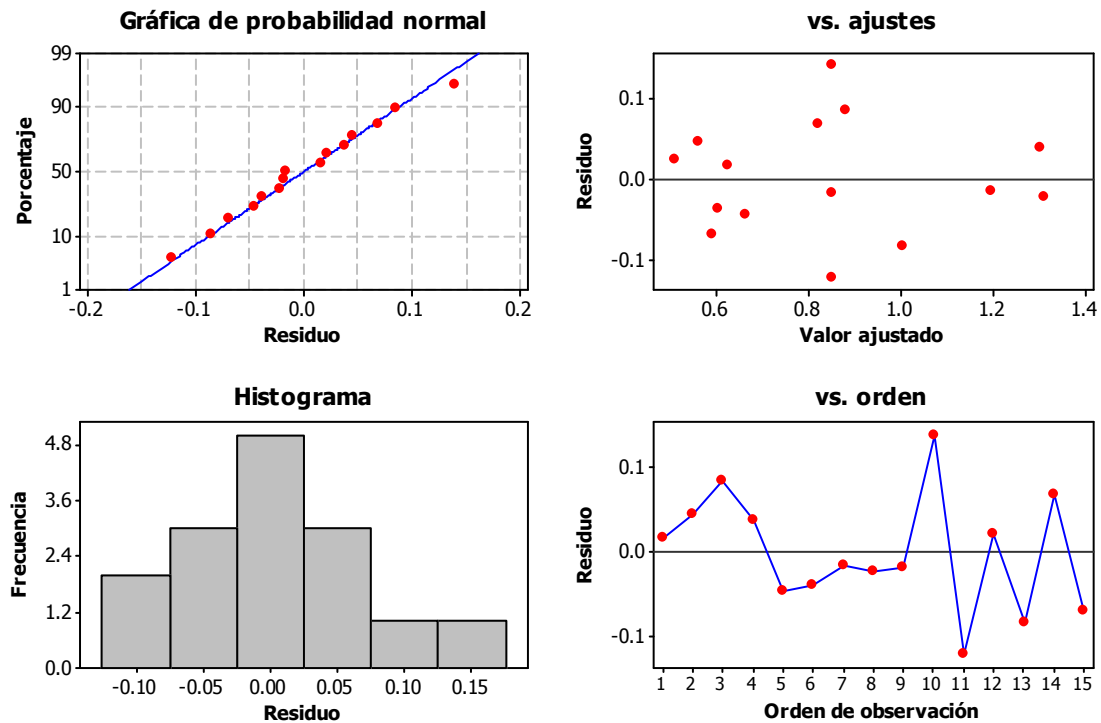 Gráfica de probabilidad normal
99
90
50
10
1
Porcentaje
-0.2 -0.1 0.0 0.1 0.2
Residuo
vs. ajustes
0.1
0.0
-0.1
Residuo
0.6 0.8 1.0 1.2 1.4
Valor ajustado
Histograma
4.8
3.6
2.4
1.2
0.0
Frecuencia
-0.10 -0.05 0.00 0.05 0.10 0.15
Residuo
vs. orden
0.1
0.0
-0.1
Residuo
1 2 3 4 5 6 7 8 9 10 11 12 13 14 15
Orden de observación